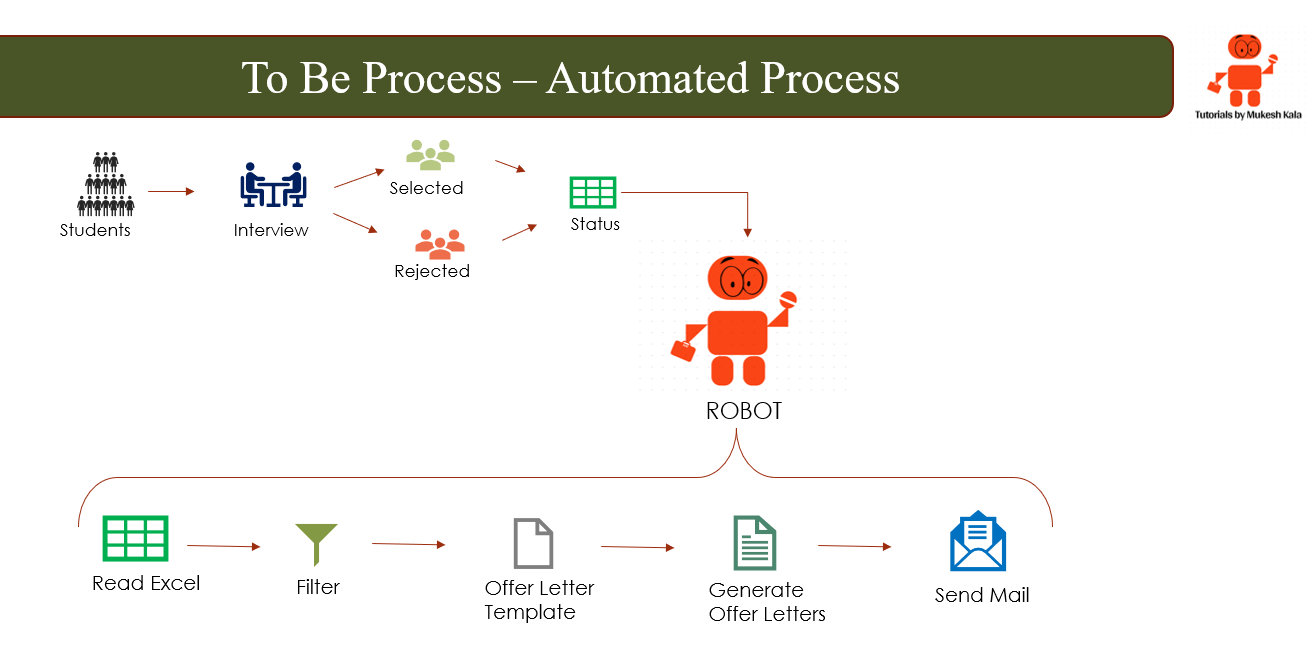 To Be Process – Automated Process
Tutorials by Mukesh Kala
Students
Interview
Selected
Rejected
Status
ROBOT
Read Excel
Filter
Offer Letter
Template
Generate
Offer Letters
Send Mail